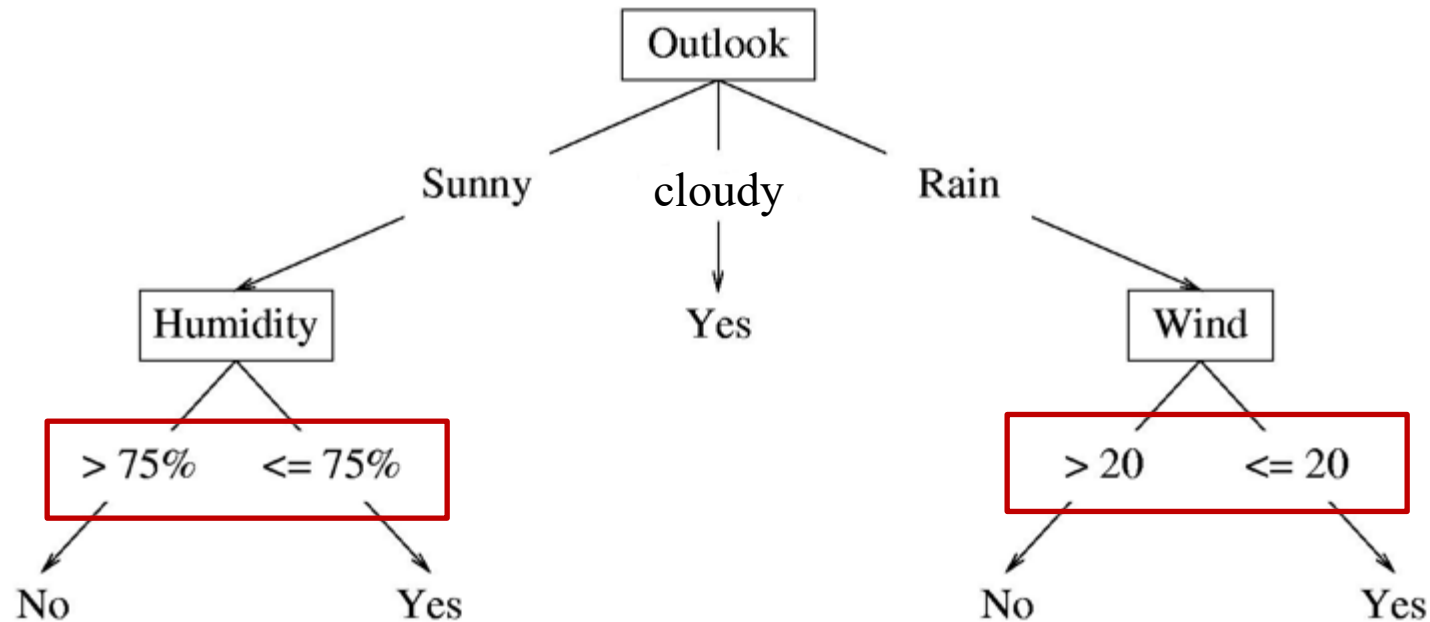 Outlook
Sunny cloudy Rain
Humidity Yes Wind
> 75% <= 75% > 20 <= 20
No Yes No Yes